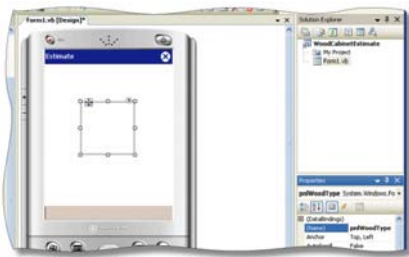 Form1.vb [Design]*
Estimate
Solution Explorer
WoodCabinetEstimate
My Project
Form1.vb
Properties
pnlWoodType System.Windows.Fo
(DataBindings)
(Name) pnlWoodType
Anchor Top, Left
False